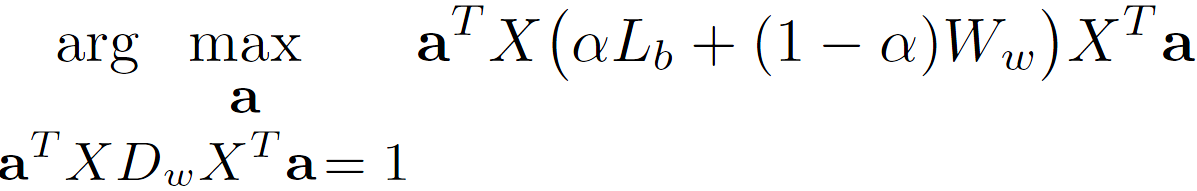 arg max a^T X(αL_b + (1 − α)W_w)X^T a
a
a^T X D_w X^T a = 1